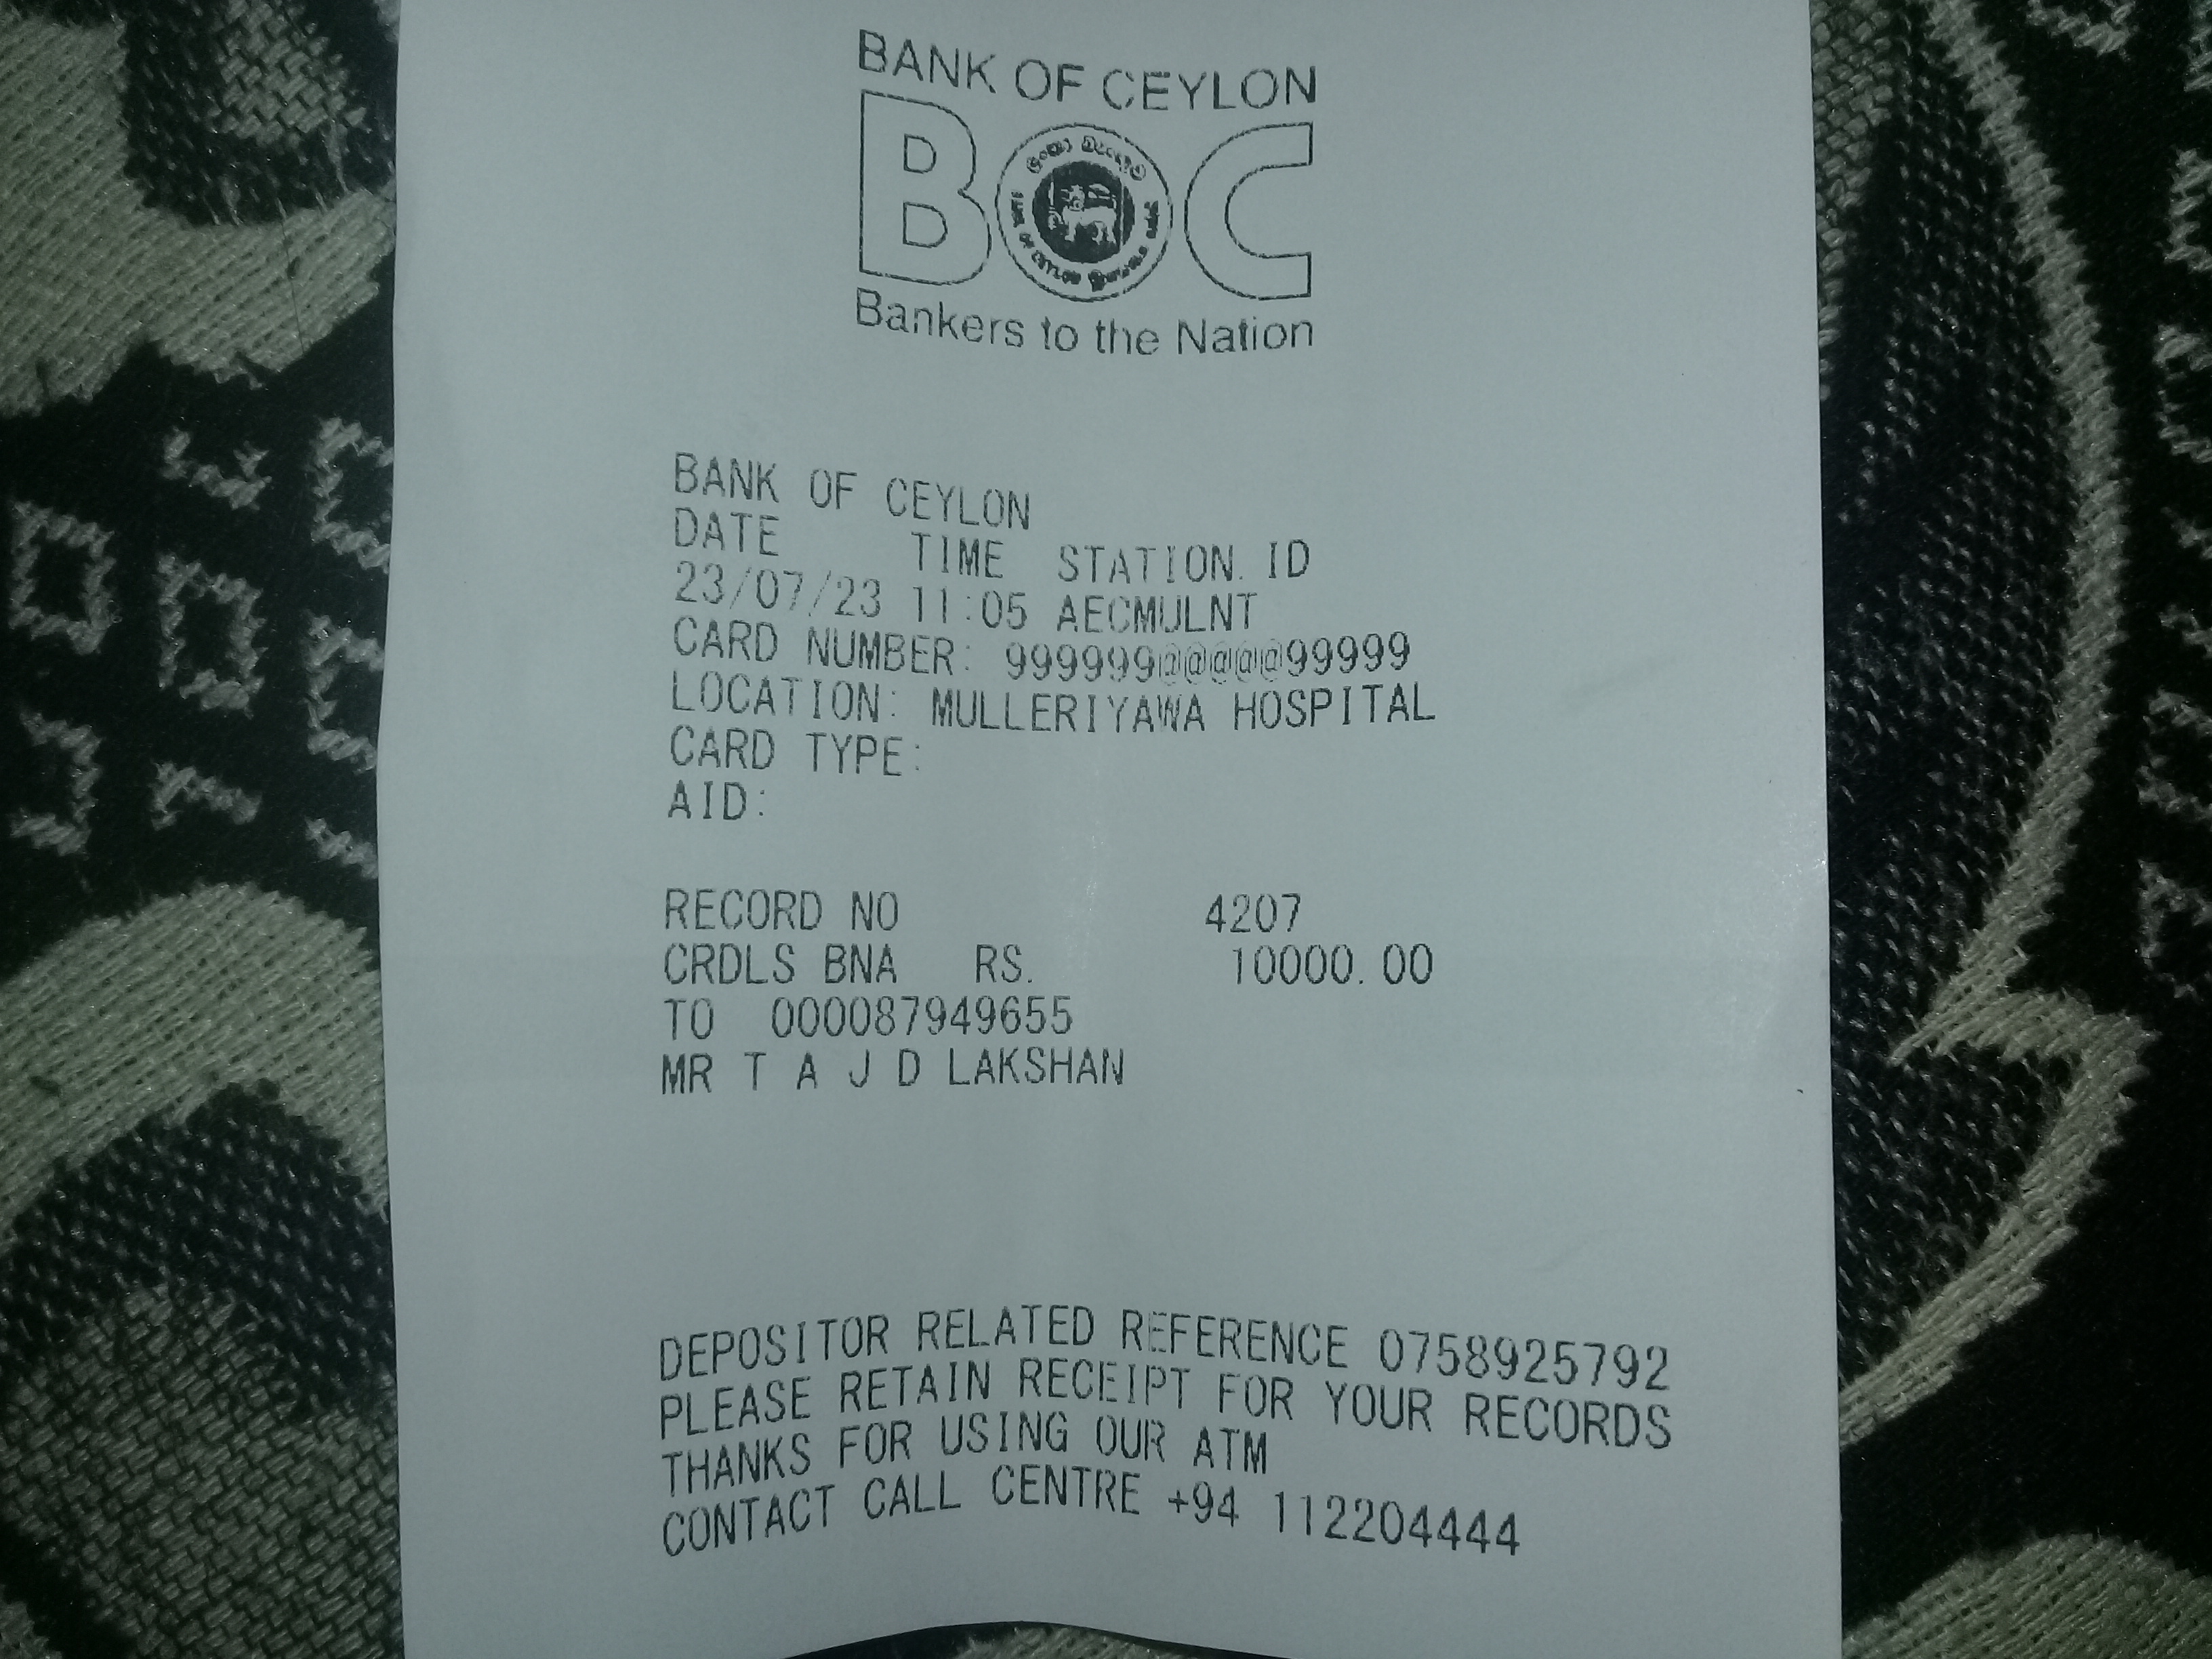 BANK OF CEYLON
BOC
BANK OF CEYLON
Bankers to the Nation
BANK OF CEYLON
DATE TIME STATION. ID
23/07/23 11:05 AECMULNT
CARD NUMBER: 999999@@@@@99999
LOCATION: MULLERIYAWA HOSPITAL
CARD TYPE:
AID:
RECORD NO 4207
CRDLS BNA RS. 10000.00
TO 000087949655
MR T A J D LAKSHAN
DEPOSITOR RELATED REFERENCE 0758925792
PLEASE RETAIN RECEIPT FOR YOUR RECORDS
THANKS FOR USING OUR ATM
CONTACT CALL CENTRE +94 112204444